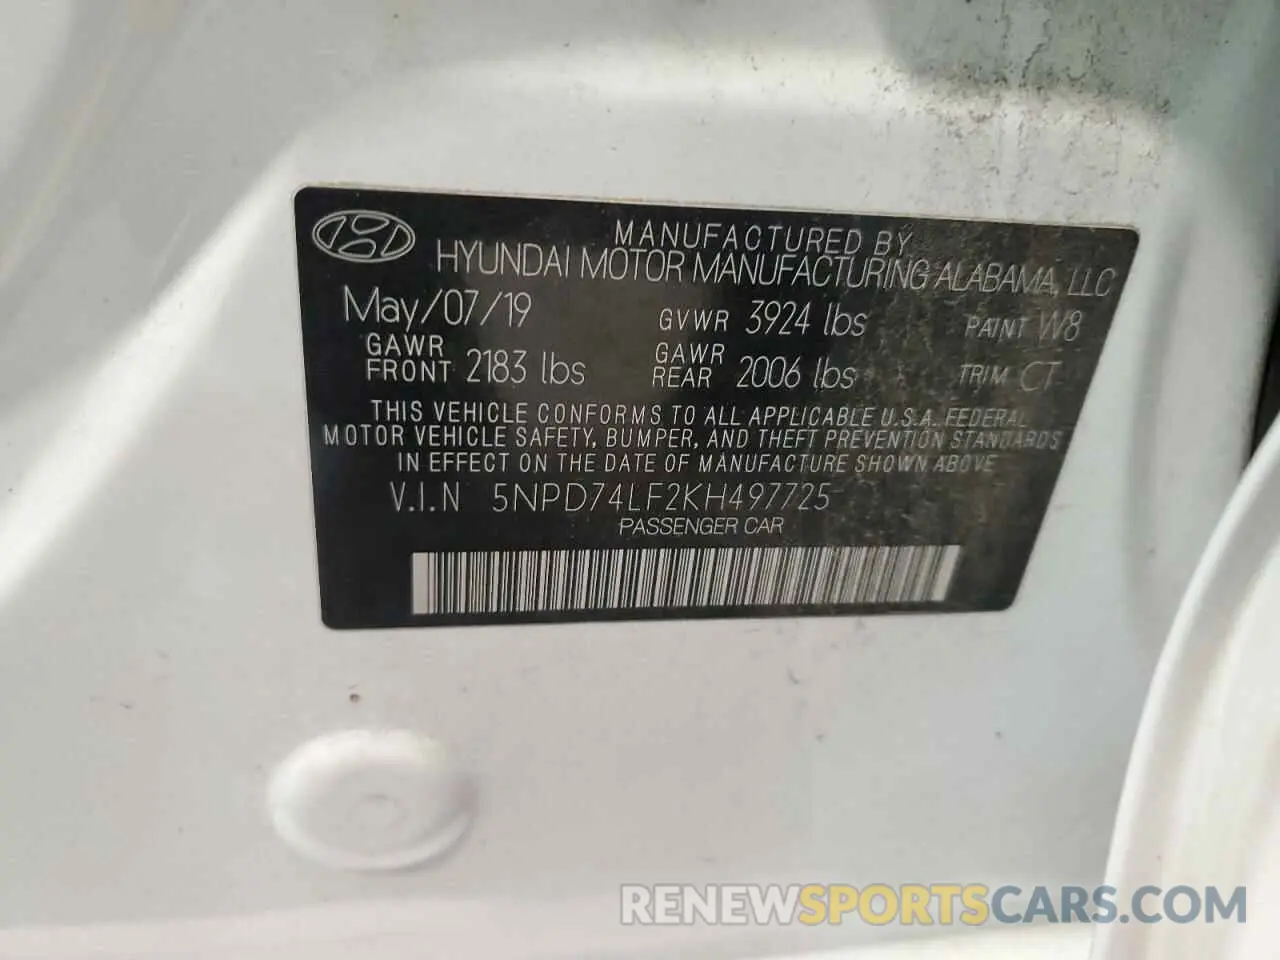 MANUFACTURED BY
HYUNDAI MOTOR MANUFACTURING ALABAMA, LLC
May/07/19 GVWR 3924 lbs PAINT W8
GAWR FRONT 2183 lbs GAWR REAR 2006 lbs TRIM CT
THIS VEHICLE CONFORMS TO ALL APPLICABLE U.S.A. FEDERAL
MOTOR VEHICLE SAFETY, BUMPER, AND THEFT PREVENTION STANDARDS
IN EFFECT ON THE DATE OF MANUFACTURE SHOWN ABOVE
V.I.N 5NPD74LF2KH497725
PASSENGER CAR
RENEWSPORTSCARS.COM